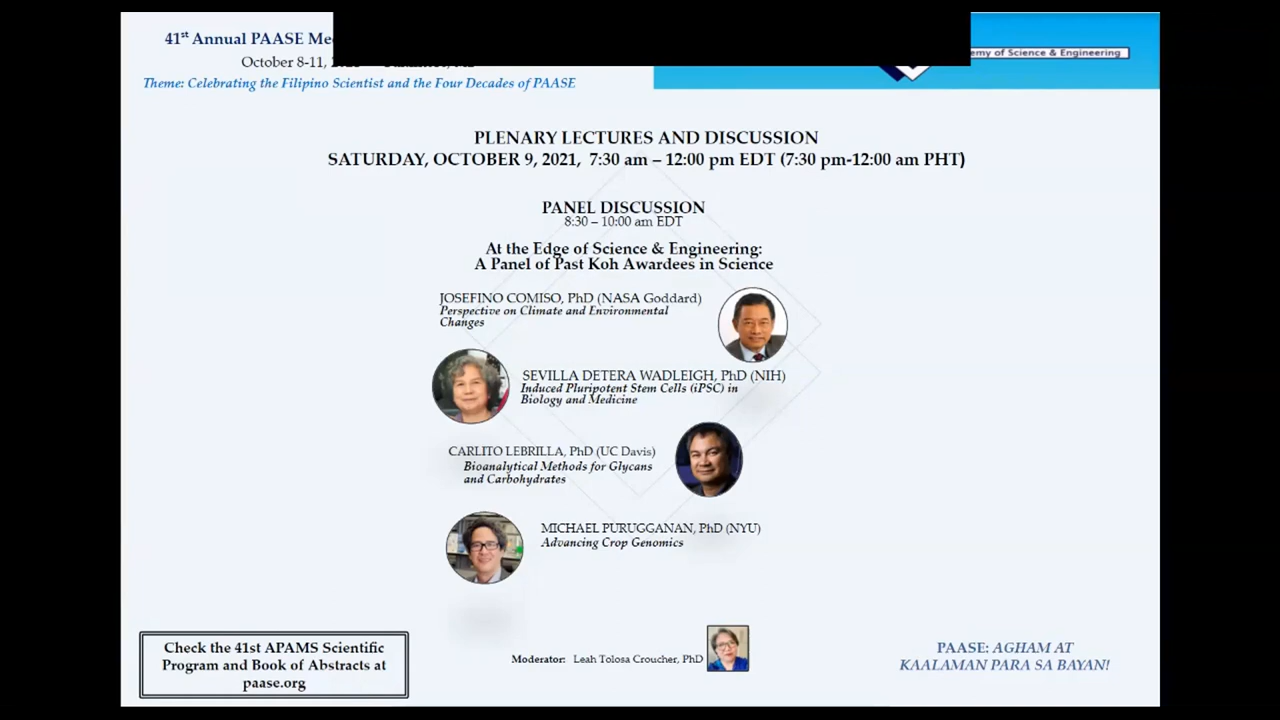 41st Annual PAASE
October 8-11,
Theme: Celebrating the Filipino Scientist and the Four Decades of PAASE
of Science & Engineering
PLENARY LECTURES AND DISCUSSION
SATURDAY, OCTOBER 9, 2021, 7:30 am – 12:00 pm EDT (7:30 pm-12:00 am PHT)
PANEL DISCUSSION
8:30 – 10:00 am EDT
At the Edge of Science & Engineering:
A Panel of Past Koh Awardees in Science
JOSEFINO COMISO, PhD (NASA Goddard)
Perspective on Climate and Environmental
Changes
SEVILLA DETERA WADLEIGH, PhD (NIH)
Induced Pluripotent Stem Cells (iPSC) in
Biology and Medicine
CARLITO LEBRILLA, PhD (UC Davis)
Bioanalytical Methods for Glycans
and Carbohydrates
MICHAEL PURUGGANAN, PhD (NYU)
Advancing Crop Genomics
Check the 41st APAMS Scientific
Program and Book of Abstracts at
paase.org
Moderator: Leah Tolosa Croucher, PhD
PAASE: AGHAM AT
KAALAMAN PARA SA BAYAN!